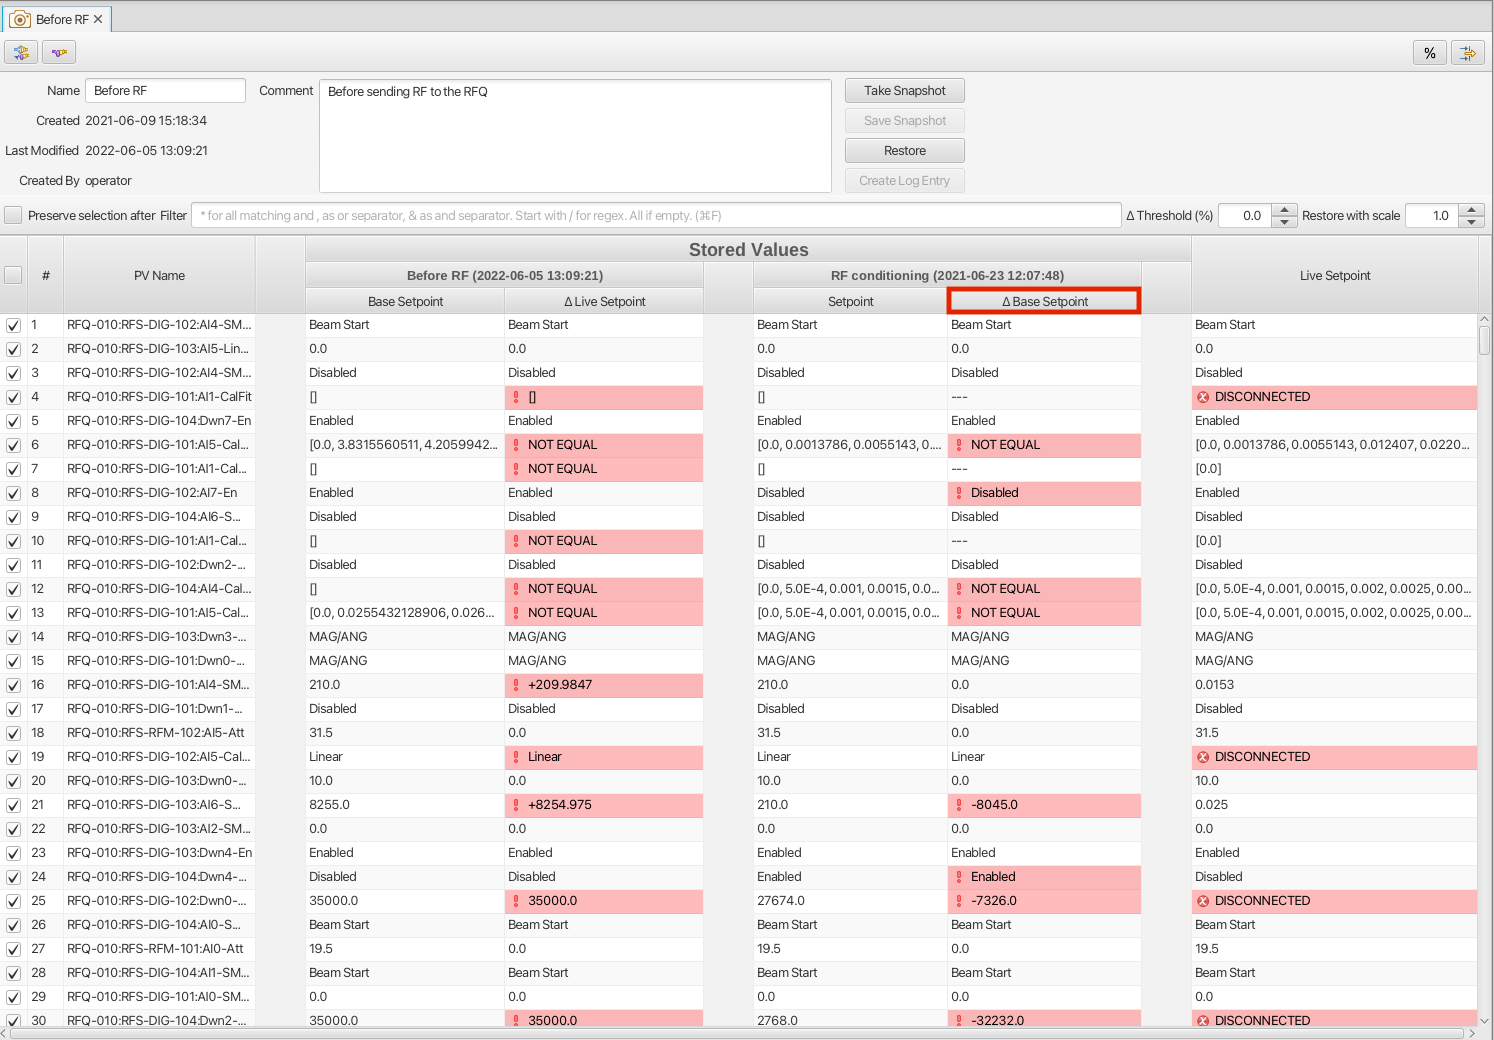 Before RF ✕
%
Name Before RF Comment Before sending RF to the RFQ Take Snapshot
Created 2021-06-09 15:18:34 Save Snapshot
Last Modified 2022-06-05 13:09:21 Restore
Created By operator Create Log Entry
Preserve selection after Filter * for all matching and , as or separator, & as and separator. Start with / for regex. All if empty. (⌘F) Δ Threshold (%) 0.0 Restore with scale 1.0
Stored Values
# PV Name Before RF (2022-06-05 13:09:21) RF conditioning (2021-06-23 12:07:48) Live Setpoint
Base Setpoint Δ Live Setpoint Setpoint Δ Base Setpoint
1 RFQ-010:RFS-DIG-102:AI4-SM... Beam Start Beam Start Beam Start Beam Start Beam Start
2 RFQ-010:RFS-DIG-103:AI5-Lin... 0.0 0.0 0.0 0.0 0.0
3 RFQ-010:RFS-DIG-102:AI4-SM... Disabled Disabled Disabled Disabled Disabled
4 RFQ-010:RFS-DIG-101:AI1-CalFit [] [] [] --- DISCONNECTED
5 RFQ-010:RFS-DIG-104:Dwn7-En Enabled Enabled Enabled Enabled Enabled
6 RFQ-010:RFS-DIG-101:AI5-Cal... [0.0, 3.8315560511, 4.2059942... NOT EQUAL [0.0, 0.0013786, 0.0055143, 0.... NOT EQUAL [0.0, 0.0013786, 0.0055143, 0.012407, 0.0220...
7 RFQ-010:RFS-DIG-101:AI1-Cal... [] NOT EQUAL [] --- [0.0]
8 RFQ-010:RFS-DIG-102:AI7-En Enabled Enabled Disabled Disabled Enabled
9 RFQ-010:RFS-DIG-104:AI6-S... Disabled Disabled Disabled Disabled Disabled
10 RFQ-010:RFS-DIG-101:AI1-Cal... [] NOT EQUAL [] --- [0.0]
11 RFQ-010:RFS-DIG-102:Dwn2-... Disabled Disabled Disabled Disabled Disabled
12 RFQ-010:RFS-DIG-104:AI4-Cal... [] NOT EQUAL [0.0, 5.0E-4, 0.001, 0.0015, 0.0... NOT EQUAL [0.0, 5.0E-4, 0.001, 0.0015, 0.002, 0.0025, 0.00...
13 RFQ-010:RFS-DIG-101:AI5-Cal... [0.0, 0.0255432128906, 0.026... NOT EQUAL [0.0, 5.0E-4, 0.001, 0.0015, 0.0... NOT EQUAL [0.0, 5.0E-4, 0.001, 0.0015, 0.002, 0.0025, 0.00...
14 RFQ-010:RFS-DIG-103:Dwn3-... MAG/ANG MAG/ANG MAG/ANG MAG/ANG MAG/ANG
15 RFQ-010:RFS-DIG-101:Dwn0-... MAG/ANG MAG/ANG MAG/ANG MAG/ANG MAG/ANG
16 RFQ-010:RFS-DIG-101:AI4-SM... 210.0 +209.9847 210.0 0.0 0.0153
17 RFQ-010:RFS-DIG-101:Dwn1-... Disabled Disabled Disabled Disabled Disabled
18 RFQ-010:RFS-RFM-102:AI5-Att 31.5 0.0 31.5 0.0 31.5
19 RFQ-010:RFS-DIG-102:AI5-Cal... Linear Linear Linear Linear DISCONNECTED
20 RFQ-010:RFS-DIG-103:Dwn0-... 10.0 0.0 10.0 0.0 10.0
21 RFQ-010:RFS-DIG-103:AI6-S... 8255.0 +8254.975 210.0 -8045.0 0.025
22 RFQ-010:RFS-DIG-103:AI2-SM... 0.0 0.0 0.0 0.0 0.0
23 RFQ-010:RFS-DIG-103:Dwn4-En Enabled Enabled Enabled Enabled Enabled
24 RFQ-010:RFS-DIG-104:Dwn4-... Disabled Disabled Enabled Enabled Disabled
25 RFQ-010:RFS-DIG-102:Dwn0-... 35000.0 35000.0 27674.0 -7326.0 DISCONNECTED
26 RFQ-010:RFS-DIG-104:AI0-S... Beam Start Beam Start Beam Start Beam Start Beam Start
27 RFQ-010:RFS-RFM-101:AI0-Att 19.5 0.0 19.5 0.0 19.5
28 RFQ-010:RFS-DIG-104:AI1-SM... Beam Start Beam Start Beam Start Beam Start Beam Start
29 RFQ-010:RFS-DIG-101:AI0-SM... 0.0 0.0 0.0 0.0 0.0
30 RFQ-010:RFS-DIG-104:Dwn2-... 35000.0 35000.0 2768.0 -32232.0 DISCONNECTED